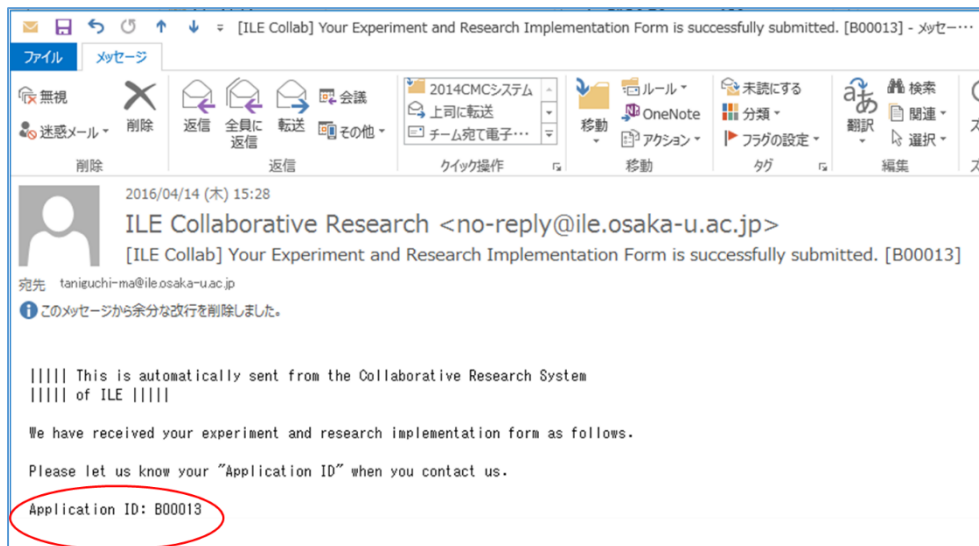 [ILE Collab] Your Experiment and Research Implementation Form is successfully submitted. [B00013] - メッセー…
ファイル メッセージ
無視
迷惑メール
削除
削除
返信
全員に
返信
転送
会議
その他
返信
2014CMCシステム
上司に転送
チーム宛て電子…
クイック操作
移動
ルール
OneNote
アクション
移動
未読にする
分類
フラグの設定
タグ
あ
翻訳
検索
関連
選択
編集
2016/04/14 (木) 15:28
ILE Collaborative Research <no-reply@ile.osaka-u.ac.jp>
[ILE Collab] Your Experiment and Research Implementation Form is successfully submitted. [B00013]
宛先 taniguchi-ma@ile.osaka-u.ac.jp
このメッセージから余分な改行を削除しました。
||||| This is automatically sent from the Collaborative Research System
||||| of ILE |||||
We have received your experiment and research implementation form as follows.
Please let us know your "Application ID" when you contact us.
Application ID: B00013